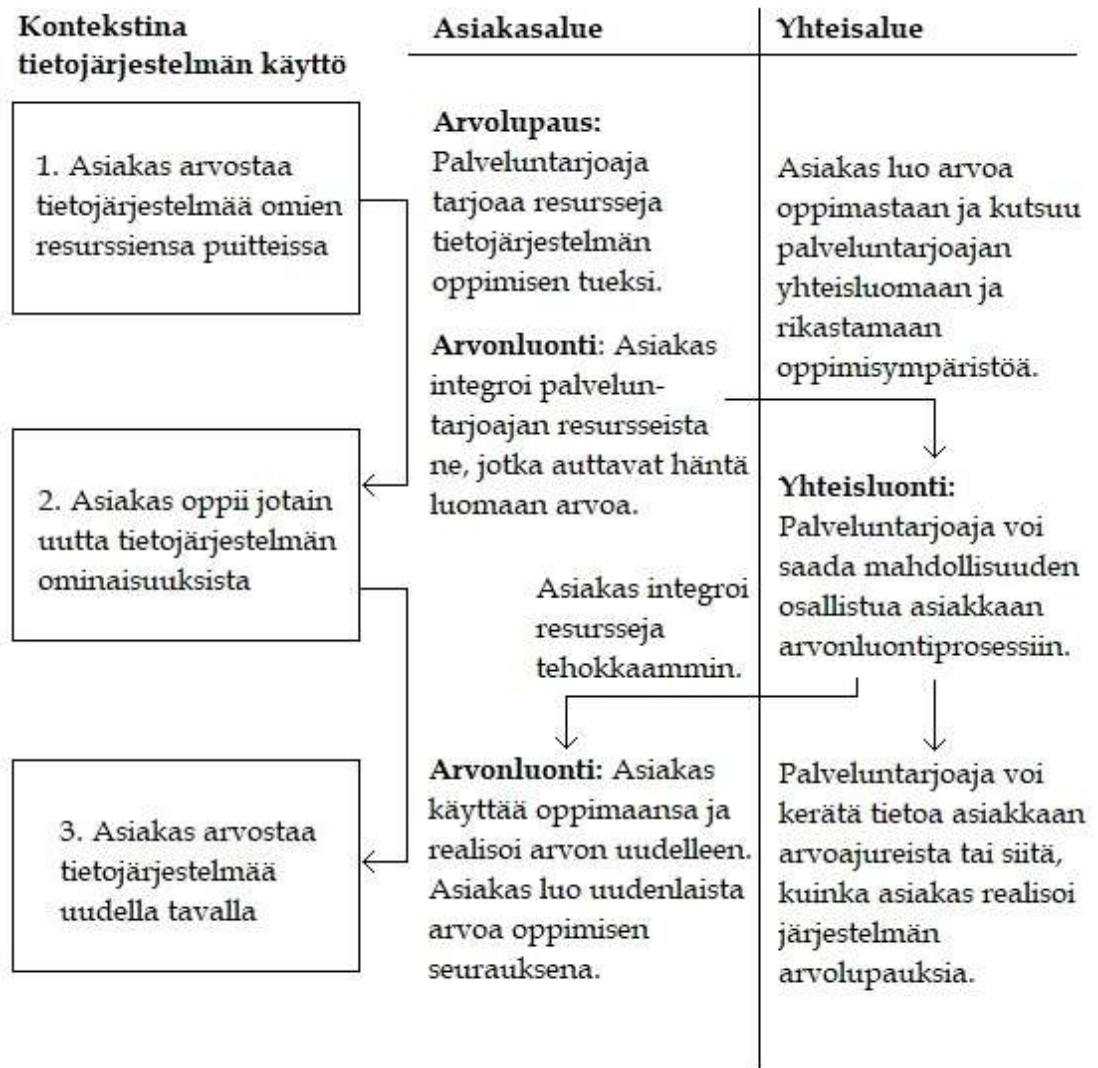 Kontekstina
tietojärjestelmän käyttö
1. Asiakas arvostaa
tietojärjestelmää omien
resurssiensa puitteissa
2. Asiakas oppii jotain
uutta tietojärjestelmän
ominaisuuksista
3. Asiakas arvostaa
tietojärjestelmää
uudella tavalla
Asiakasalue
Arvolupaus:
Palveluntarjoaja
tarjoaa resursseja
tietojärjestelmän
oppimisen tueksi.
Arvonluonti: Asiakas
integroi palvelun-
tarjoajan resursseista
ne, jotka auttavat häntä
luomaan arvoa.
Asiakas integroi
resursseja
tehokkaammin.
Arvonluonti: Asiakas
käyttää oppimaansa ja
realisoi arvon uudelleen.
Asiakas luo uudenlaista
arvoa oppimisen
seurauksena.
Yhteisalue
Asiakas luo arvoa
oppimastaan ja kutsuu
palveluntarjoajan
yhteisluomaan ja
rikastamaan
oppimisympäristöä.
Yhteisluonti:
Palveluntarjoaja voi
saada mahdollisuuden
osallistua asiakkaan
arvonluontiprosessiin.
Palveluntarjoaja voi
kerätä tietoa asiakkaan
arvoajureista tai siitä,
kuinka asiakas realisoi
järjestelmän
arvolupauksia.